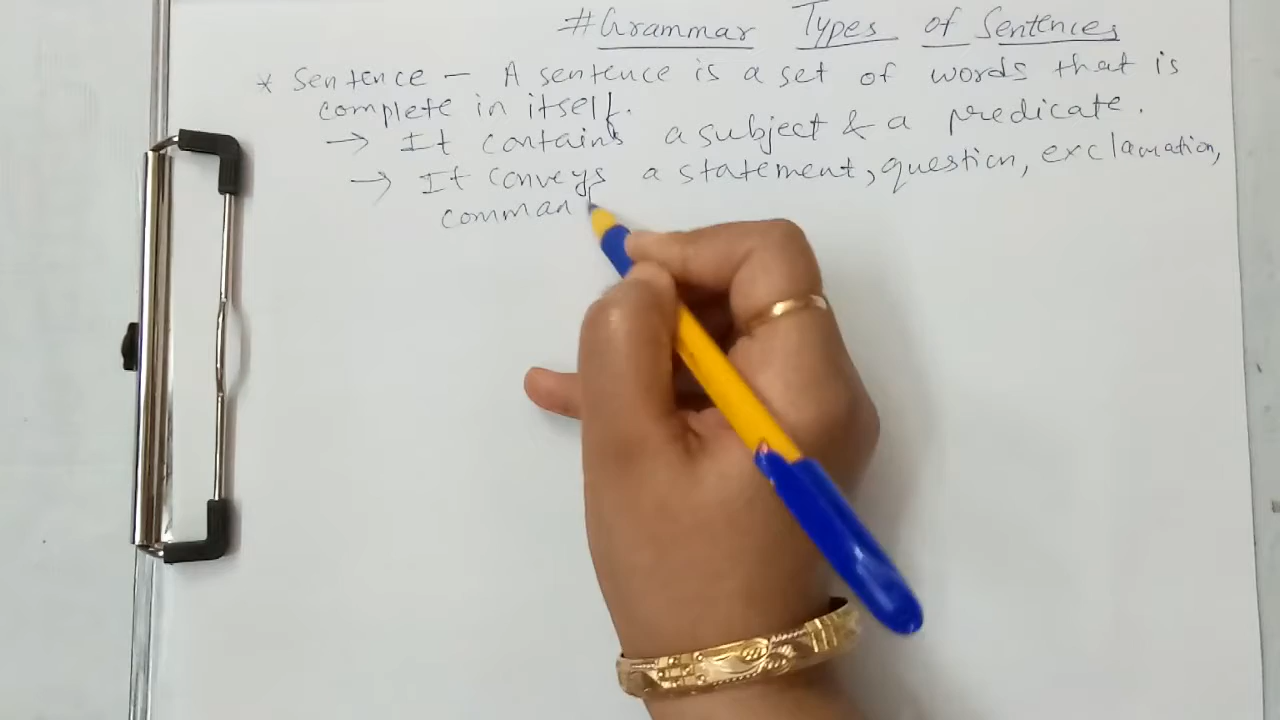 #Grammar Types of Sentences
* Sentence - A sentence is a set of words that is
complete in itself.
→ It contains a subject & a predicate.
→ It conveys a statement, question, exclamation,
comman